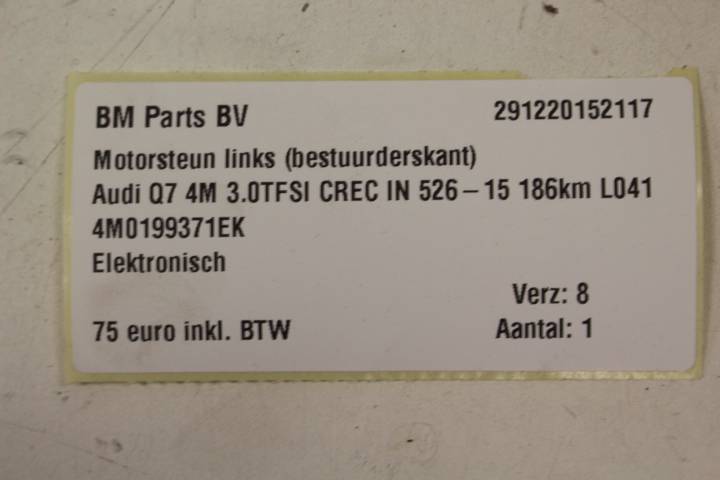 BM Parts BV 291220152117
Motorsteun links (bestuurderskant)
Audi Q7 4M 3.0TFSI CREC IN 526-15 186km L041
4M0199371EK
Elektronisch
Verz: 8
75 euro inkl. BTW Aantal: 1